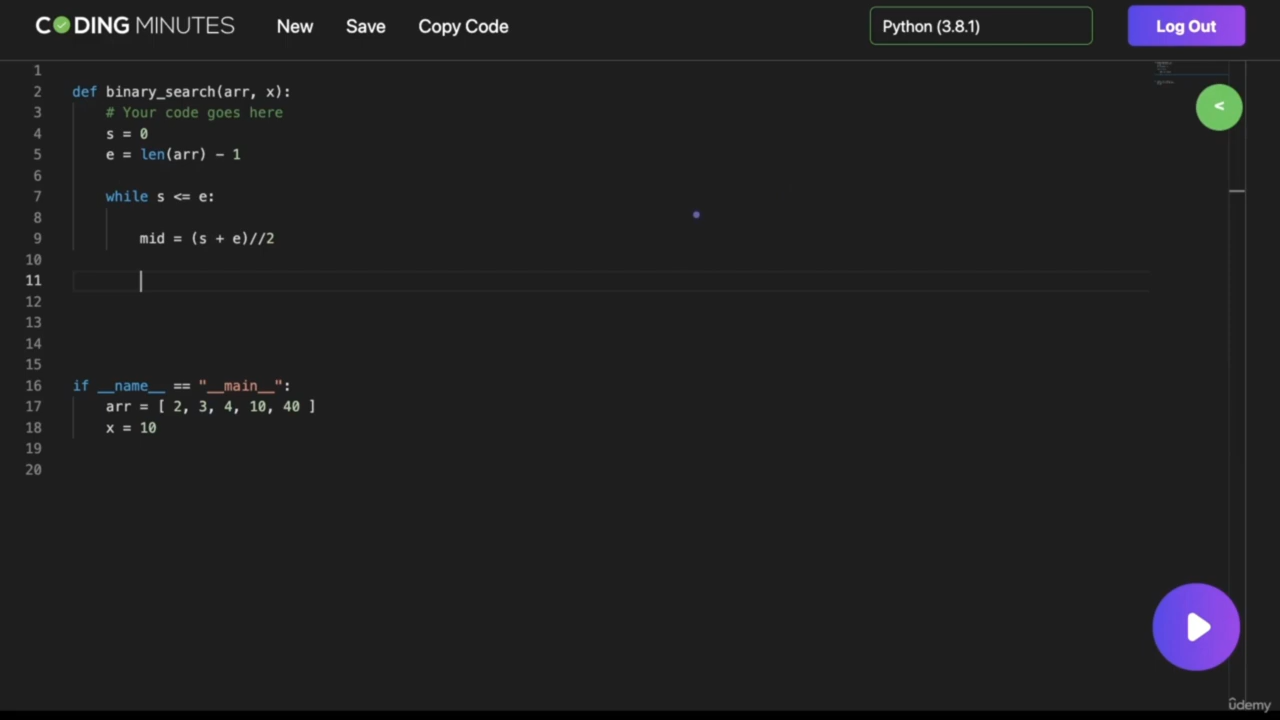 CODING MINUTES New Save Copy Code Python (3.8.1) Log Out
1
2 def binary_search(arr, x):
3 # Your code goes here
4 s = 0
5 e = len(arr) - 1
6
7 while s <= e:
8
9 mid = (s + e)//2
10
11
12
13
14
15
16 if __name__ == "__main__":
17 arr = [ 2, 3, 4, 10, 40 ]
18 x = 10
19
20
<
ûdemy